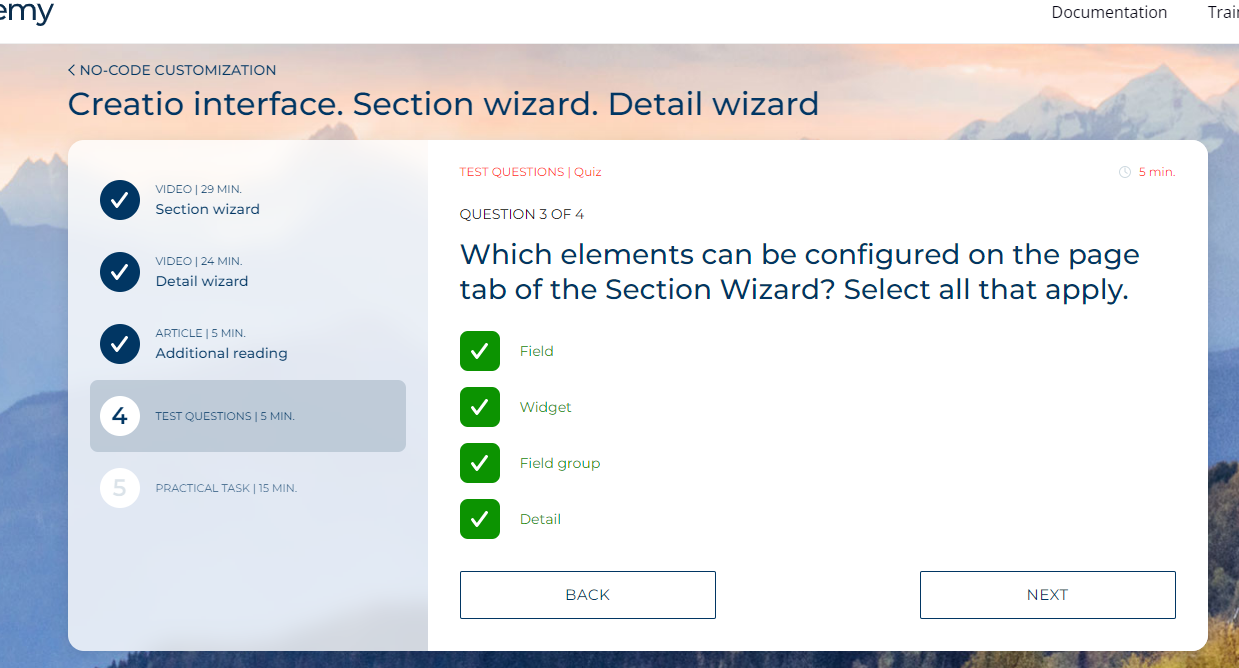 emy
Documentation
NO-CODE CUSTOMIZATION
Creatio interface. Section wizard. Detail wizard
VIDEO | 29 MIN.
Section wizard
VIDEO | 24 MIN.
Detail wizard
ARTICLE | 5 MIN.
Additional reading
4
TEST QUESTIONS | 5 MIN.
5
PRACTICAL TASK | 15 MIN.
TEST QUESTIONS | Quiz
5 min.
QUESTION 3 OF 4
Which elements can be configured on the page
tab of the Section Wizard? Select all that apply.
Field
Widget
Field group
Detail
BACK
NEXT